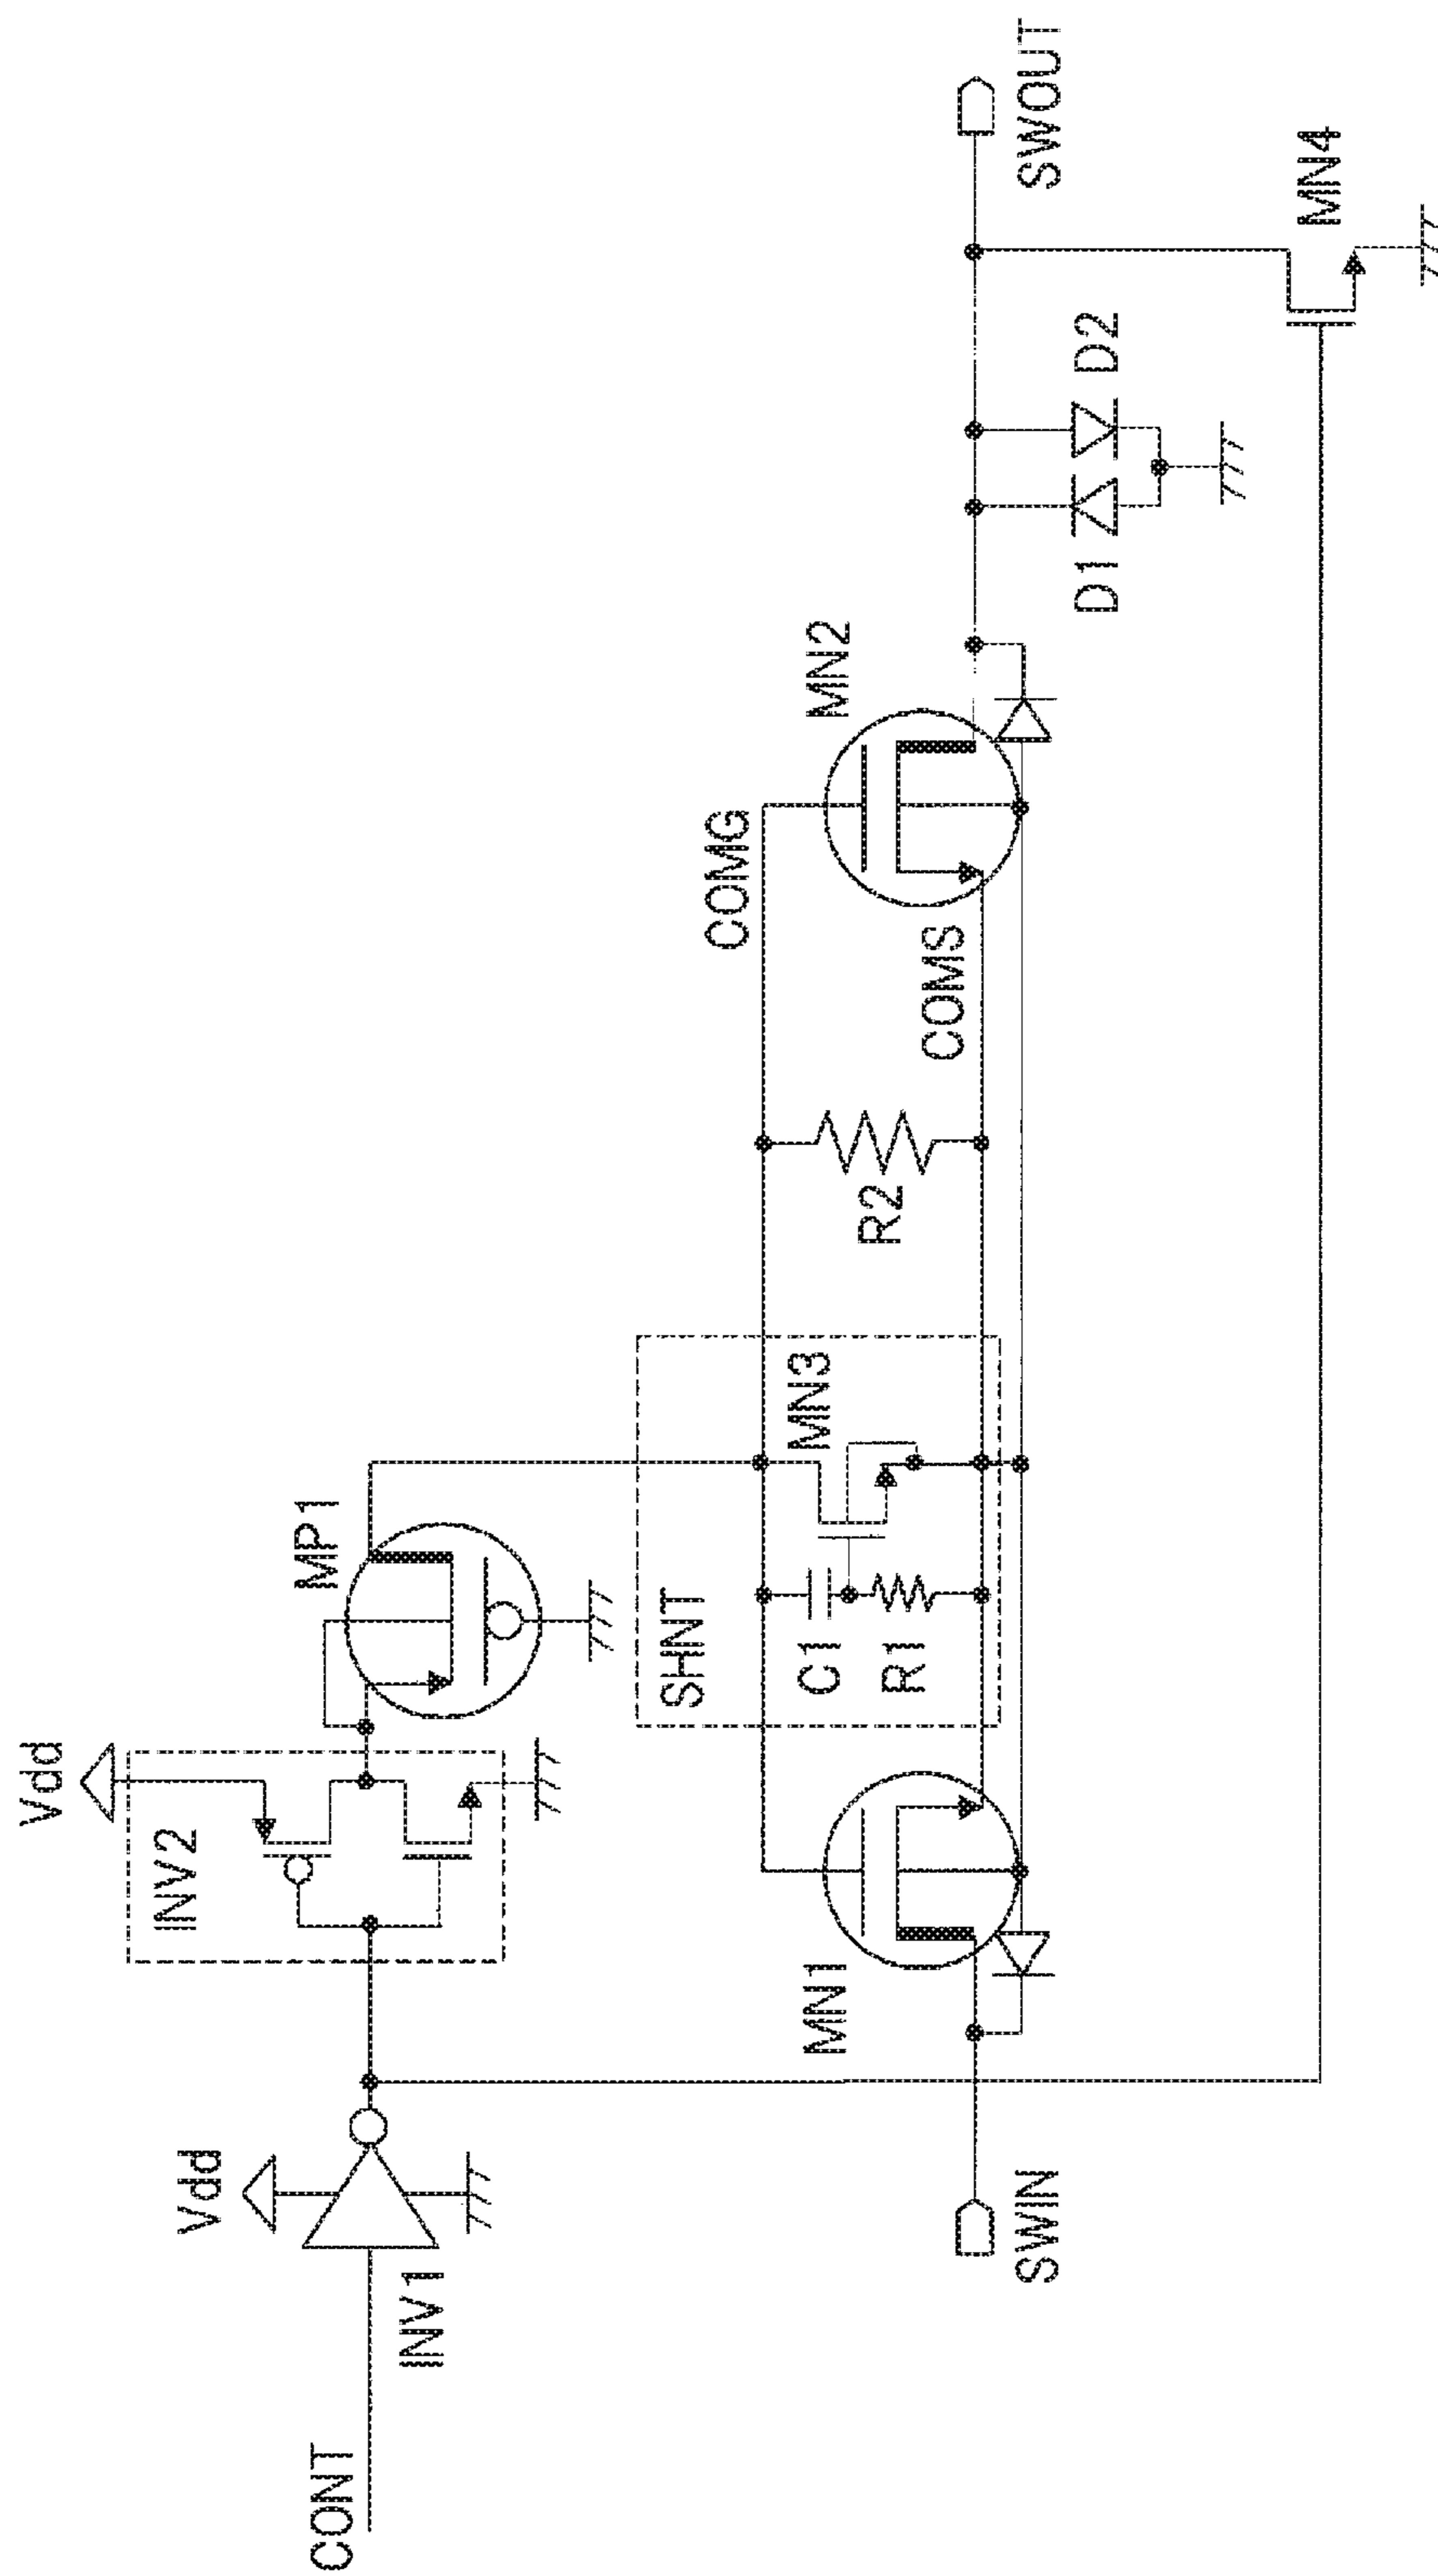 Vdd
Vdd
INV2
MP1
CONT
INV1
SHNT
COMG
MN3
MN2
MN1
C1
R1
R2
COMS
SWIN
D1
D2
SWOUT
MN4